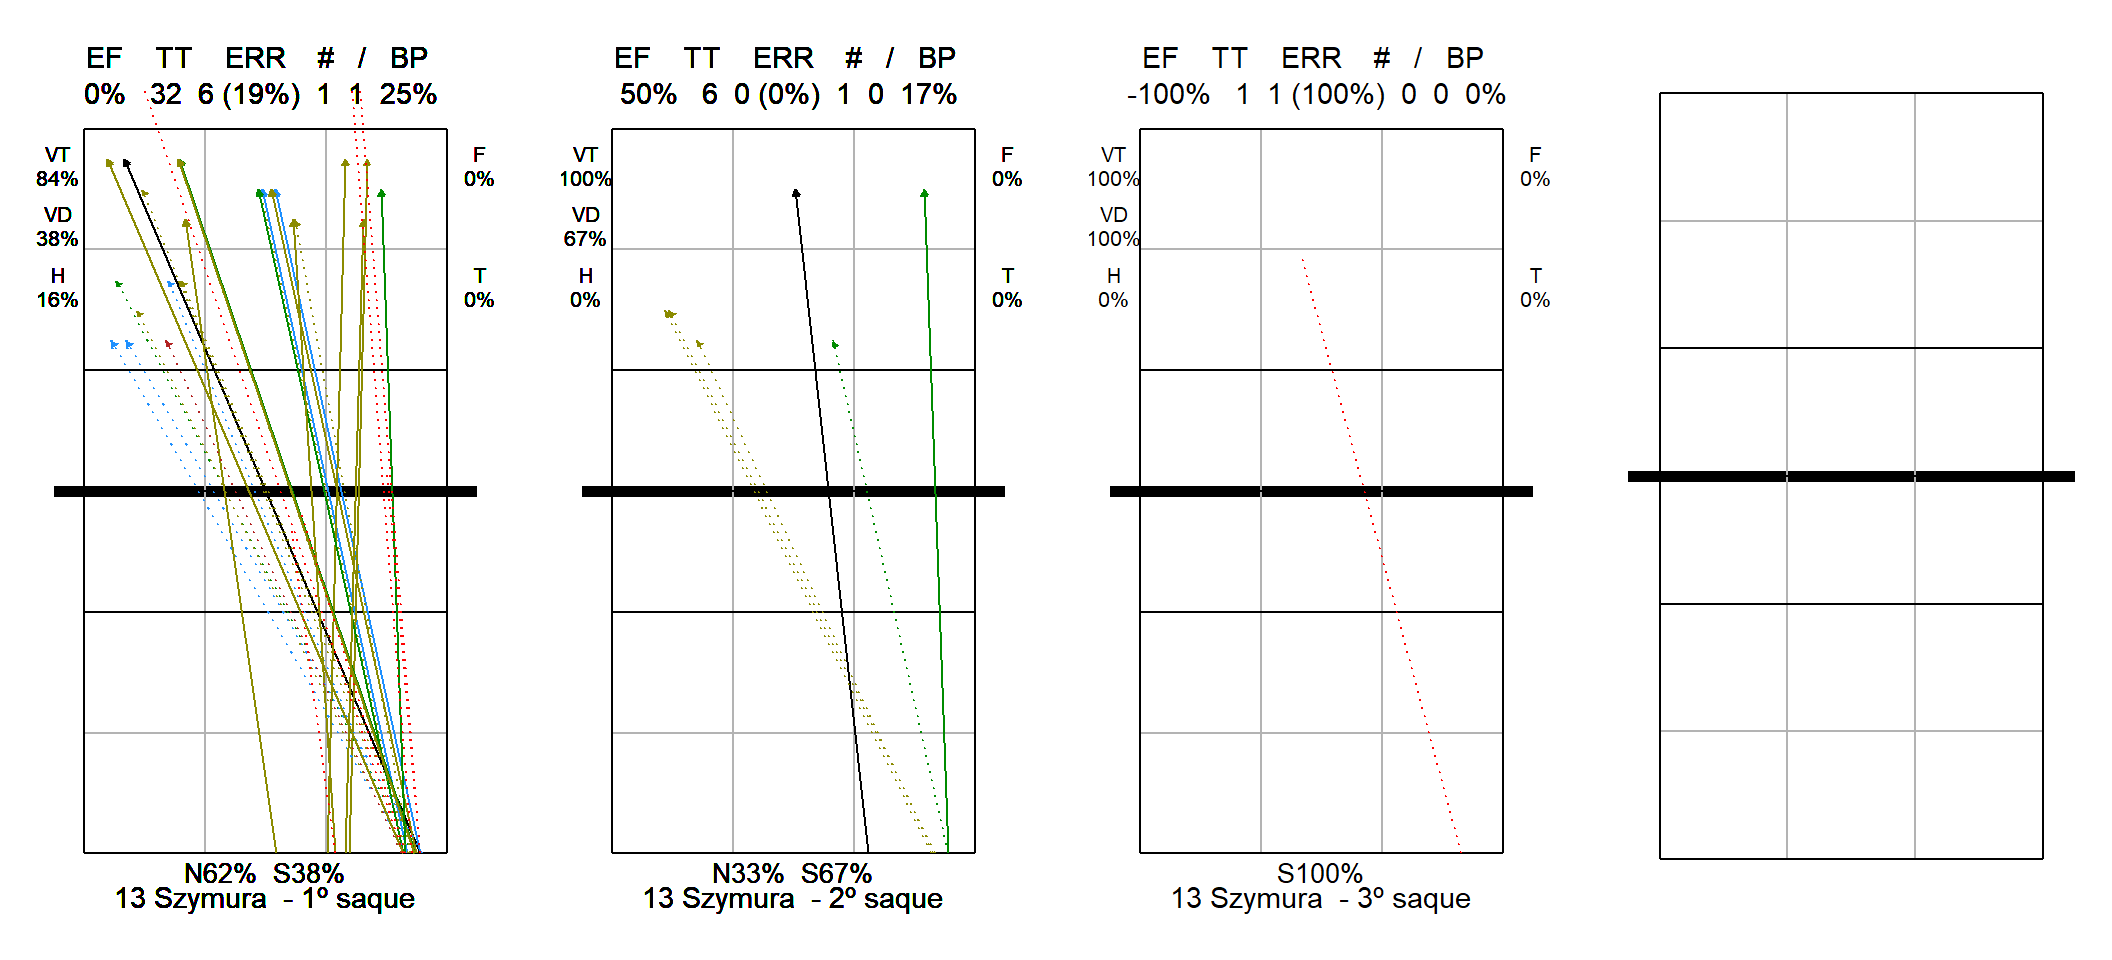 EF TT ERR # / BP
0% 32 6 (19%) 1 1 25%
VT
84%
VD
38%
H
16%
F
0%
T
0%
N62% S38%
13 Szymura - 1º saque
EF TT ERR # / BP
50% 6 0 (0%) 1 0 17%
VT
100%
VD
67%
H
0%
F
0%
T
0%
N33% S67%
13 Szymura - 2º saque
EF TT ERR # / BP
-100% 1 1 (100%) 0 0 0%
VT
100%
VD
100%
H
0%
F
0%
T
0%
S100%
13 Szymura - 3º saque